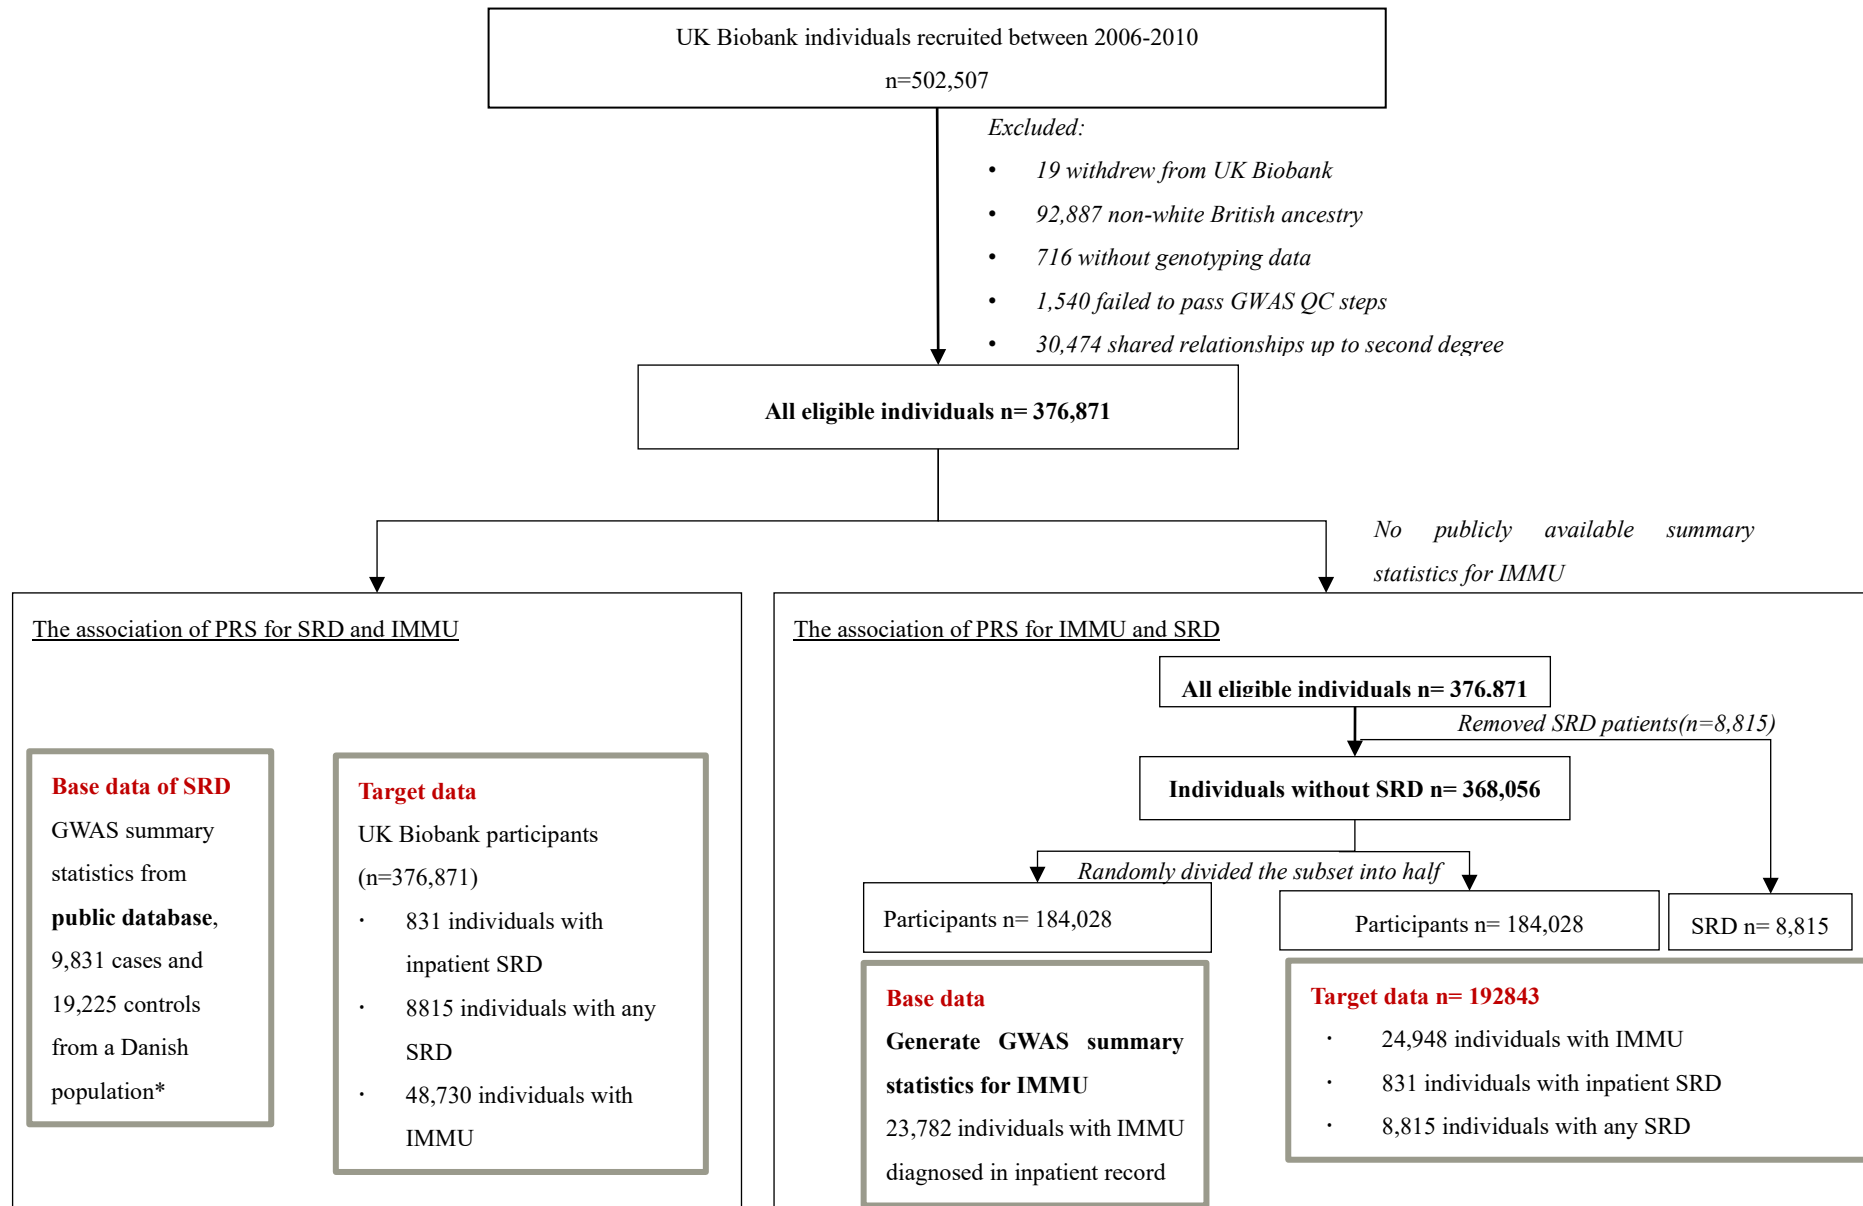 UK Biobank individuals recruited between 2006-2010
n=502,507
Excluded:
• 19 withdrew from UK Biobank
• 92,887 non-white British ancestry
• 716 without genotyping data
• 1,540 failed to pass GWAS QC steps
• 30,474 shared relationships up to second degree
All eligible individuals n= 376,871
No publicly available summary
statistics for IMMU
The association of PRS for SRD and IMMU
Base data of SRD
GWAS summary
statistics from
public database,
9,831 cases and
19,225 controls
from a Danish
population*
Target data
UK Biobank participants
(n=376,871)
· 831 individuals with
inpatient SRD
· 8815 individuals with any
SRD
· 48,730 individuals with
IMMU
The association of PRS for IMMU and SRD
All eligible individuals n= 376,871
Removed SRD patients(n=8,815)
Individuals without SRD n= 368,056
Randomly divided the subset into half
Participants n= 184,028
Participants n= 184,028
SRD n= 8,815
Base data
Generate GWAS summary
statistics for IMMU
23,782 individuals with IMMU
diagnosed in inpatient record
Target data n= 192843
· 24,948 individuals with IMMU
· 831 individuals with inpatient SRD
· 8,815 individuals with any SRD